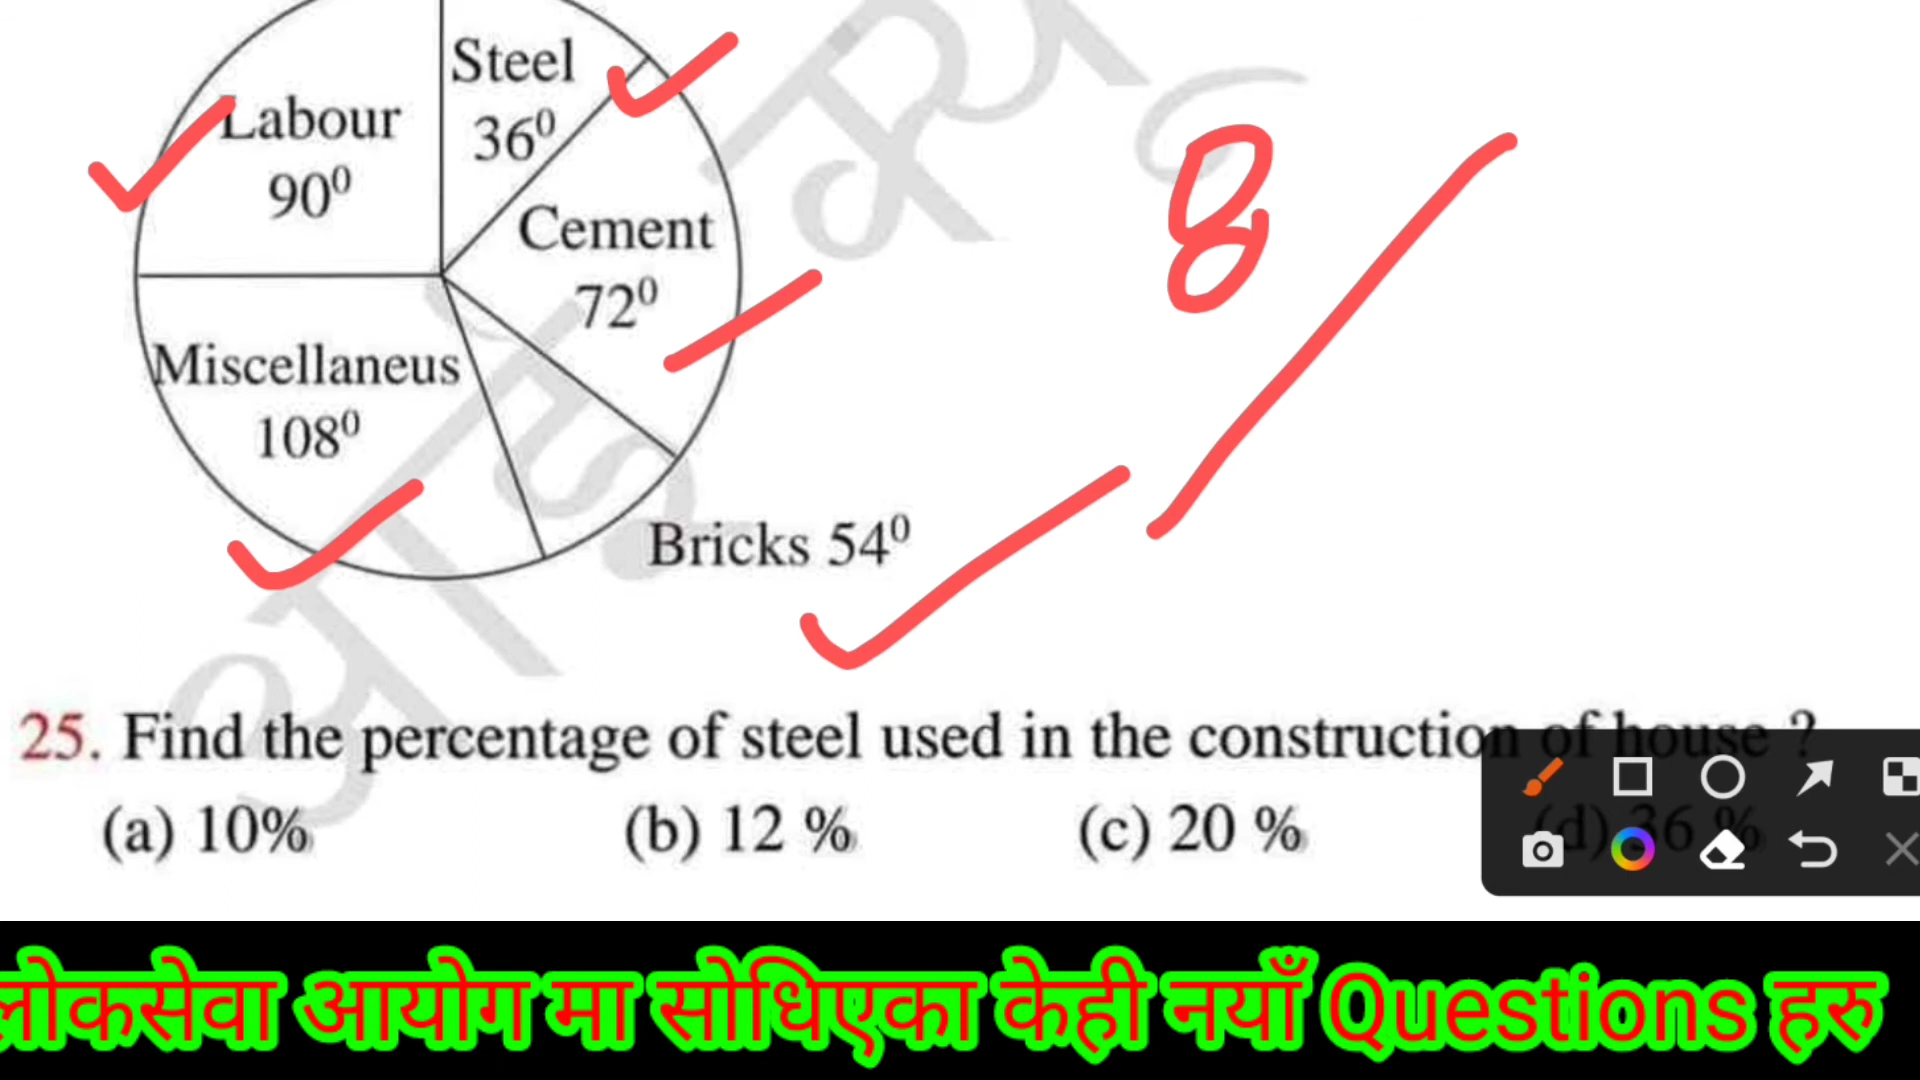 Steel
36⁰
Labour
90⁰
Cement
72⁰
Miscellaneus
108⁰
Bricks 54⁰
8
25. Find the percentage of steel used in the construction of house ?
(a) 10% (b) 12 % (c) 20 % (d) 36 %
लोकसेवा आयोग मा सोधिएका केही नयाँ Questions हरु